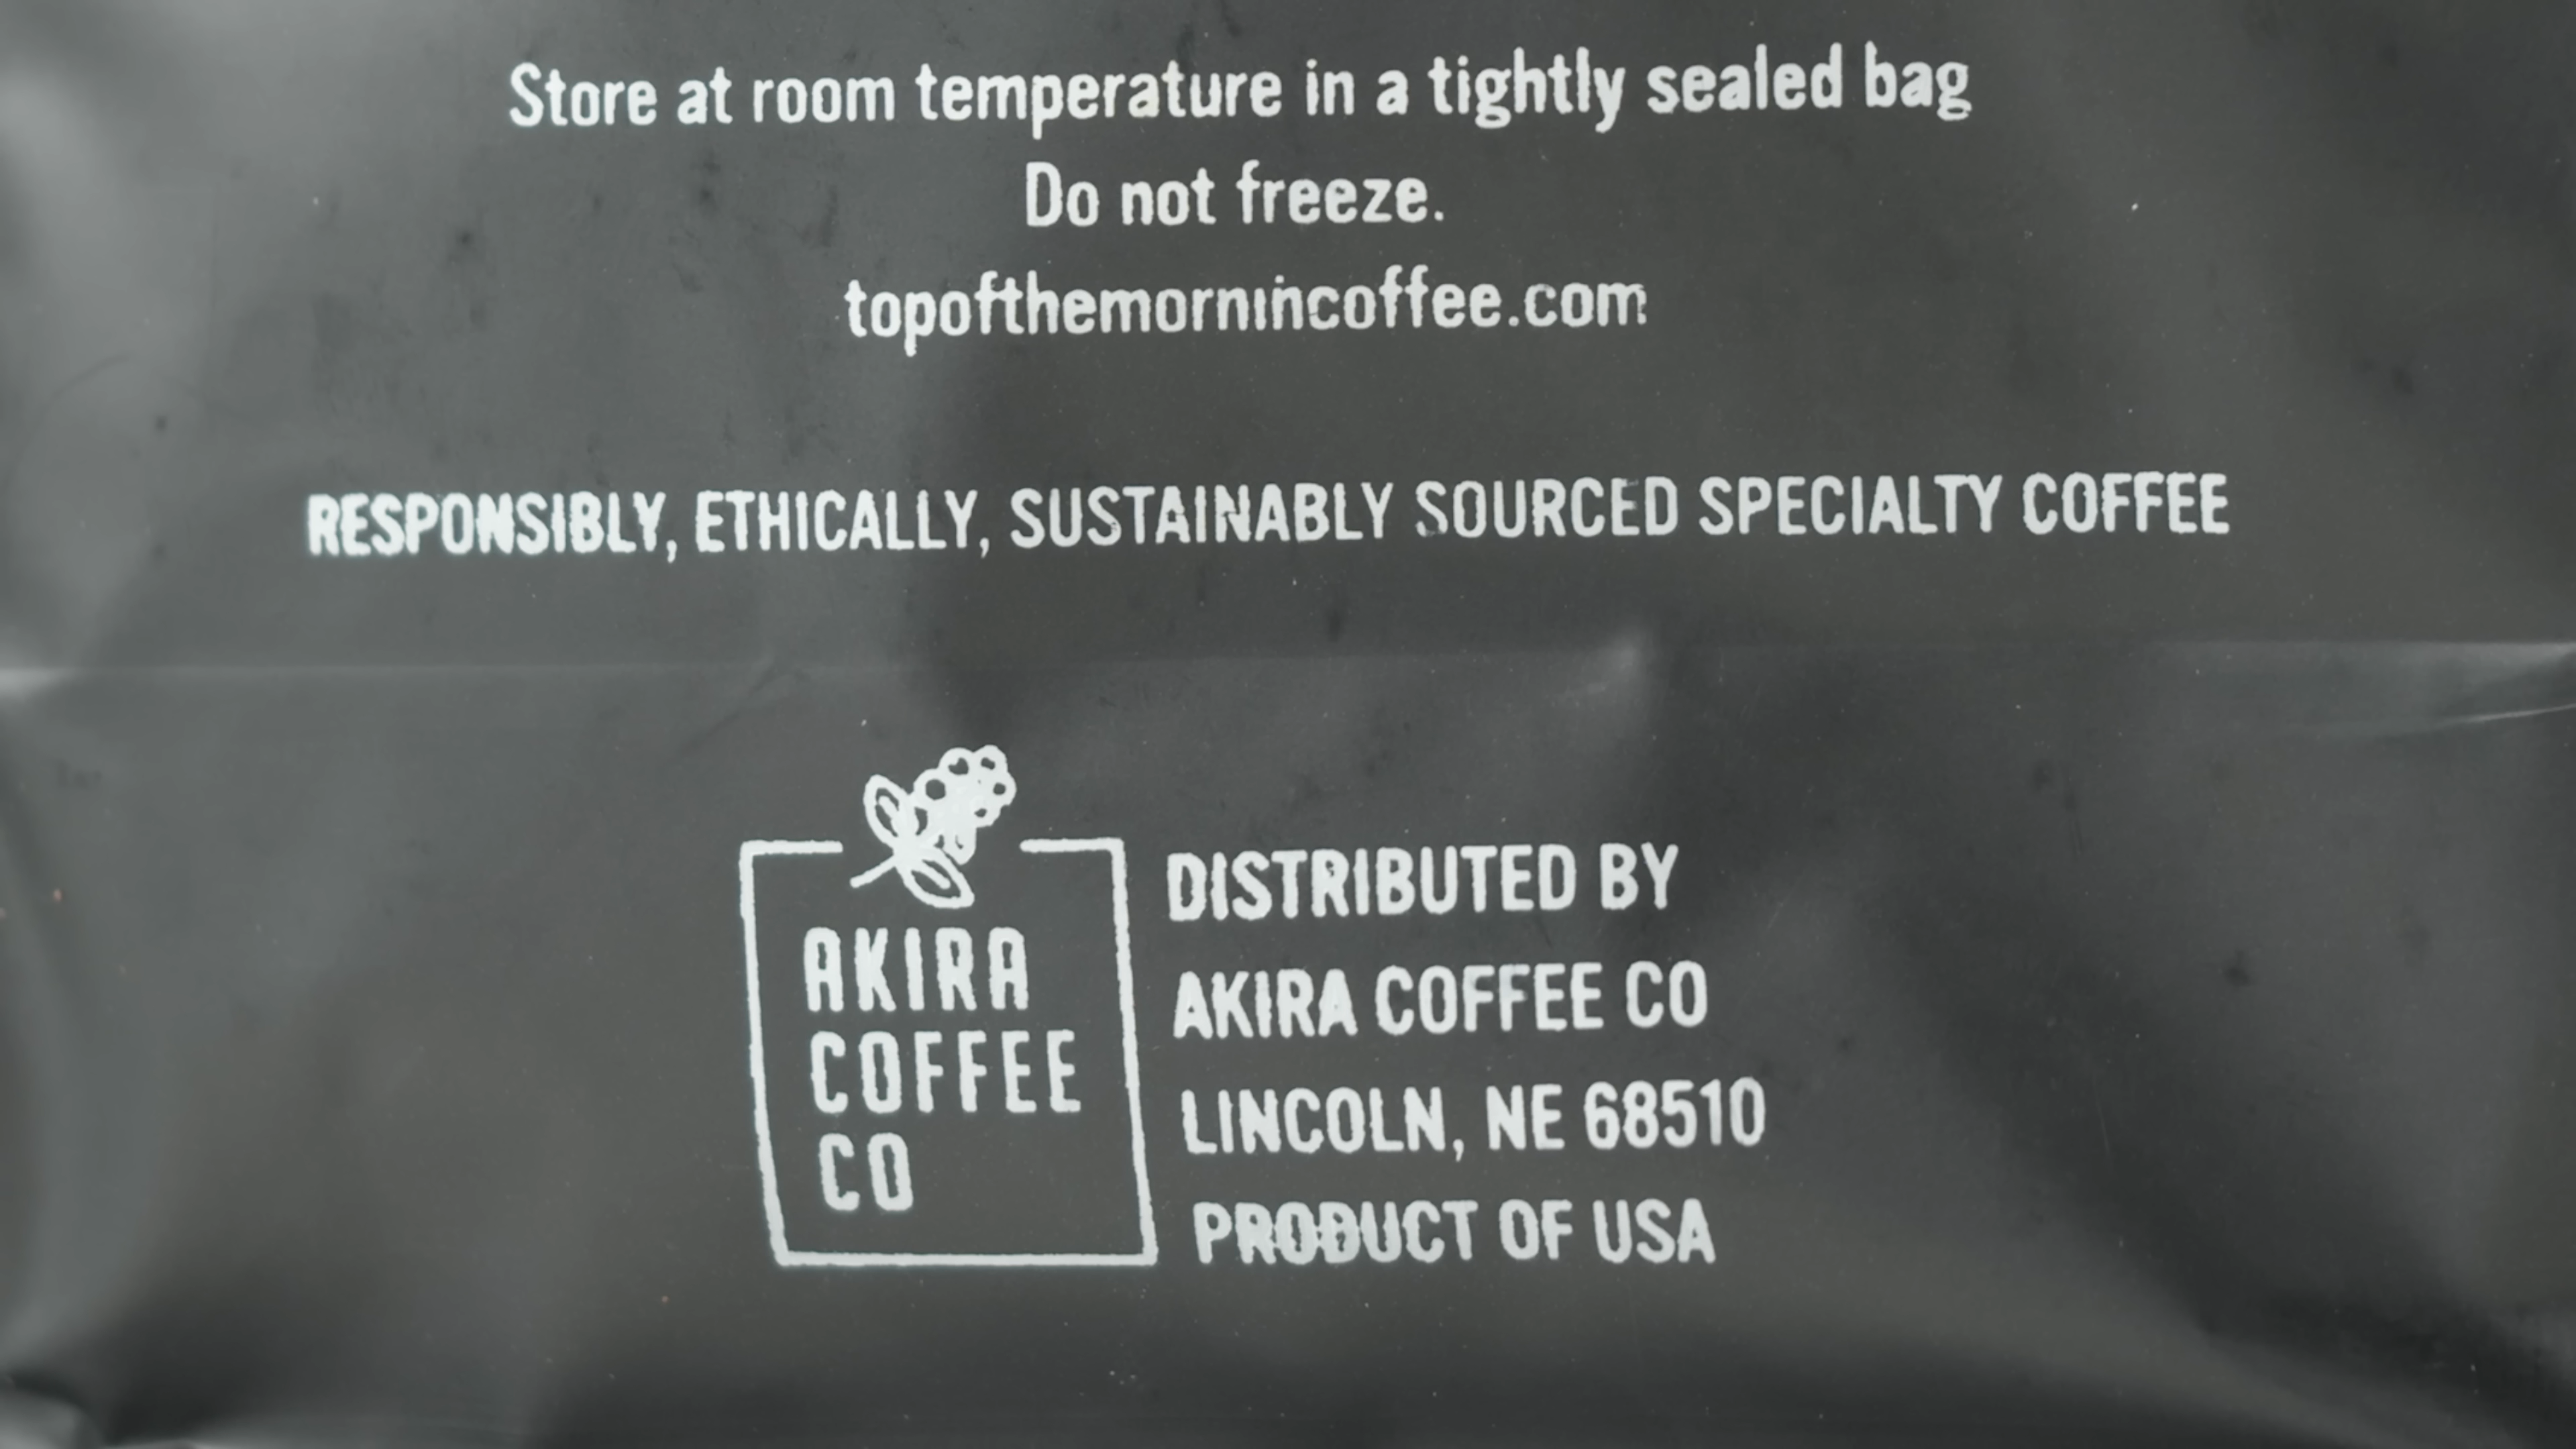 Store at room temperature in a tightly sealed bag
Do not freeze.
topofthemornincoffee.com
RESPONSIBLY, ETHICALLY, SUSTAINABLY SOURCED SPECIALTY COFFEE
AKIRA
COFFEE
CO
DISTRIBUTED BY
AKIRA COFFEE CO
LINCOLN, NE 68510
PRODUCT OF USA